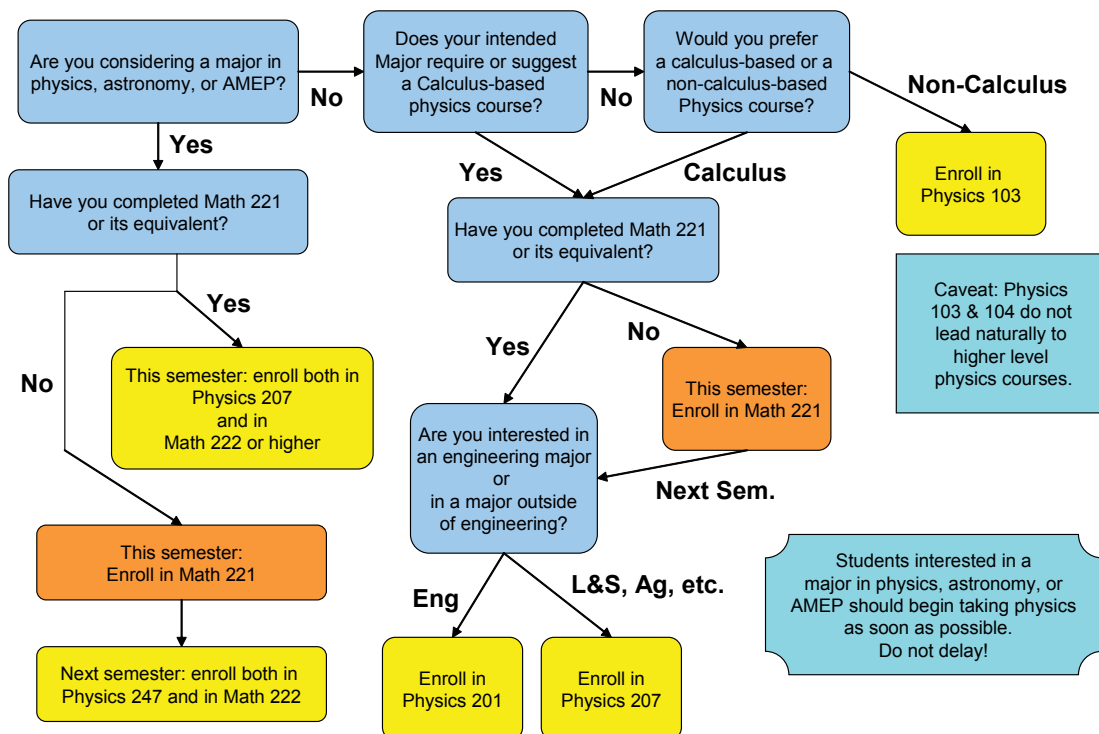 Are you considering a major in
physics, astronomy, or AMEP?
No
Does your intended
Major require or suggest
a Calculus-based
physics course?
No
Would you prefer
a calculus-based or a
non-calculus-based
Physics course?
Non-Calculus
Enroll in
Physics 103
Yes
Have you completed Math 221
or its equivalent?
Yes
Calculus
Have you completed Math 221
or its equivalent?
Caveat: Physics
103 & 104 do not
lead naturally to
higher level
physics courses.
Yes
No
This semester: enroll both in
Physics 207
and in
Math 222 or higher
Yes
No
This semester:
Enroll in Math 221
Are you interested in
an engineering major
or
in a major outside
of engineering?
Next Sem.
This semester:
Enroll in Math 221
Next semester: enroll both in
Physics 247 and in Math 222
Eng
L&S, Ag, etc.
Enroll in
Physics 201
Enroll in
Physics 207
Students interested in a
major in physics, astronomy, or
AMEP should begin taking physics
as soon as possible.
Do not delay!